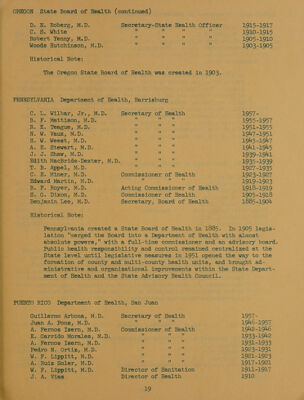 OREGON State Board of Health (continued)
D. E. Roberg, M.D. Secretary-State Health Officer 1915-1917
C. S. White " " " " 1910-1915
Robert Yenny, M.D. " " " " 1905-1910
Woods Hutchinson, M.D. " " " " 1903-1905
Historical Note:
The Oregon State Board of Health was created in 1903.
PENNSYLVANIA Department of Health, Harrisburg
C. L. Wilbar, Jr., M.D. Secretary of Health 1957-
B. F. Mattison, M.D. " " " 1955-1957
R. E. Teague, M.D. " " " 1951-1955
N. W. Vaux, M.D. " " " 1947-1951
H. W. Weest, M.D. " " " 1945-1947
A. H. Stewart, M.D. " " " 1941-1945
J. J. Shaw, M.D. " " " 1939-1941
Edith MacBride-Dexter, M.D. " " " 1935-1939
T. B. Appel, M.D. " " " 1927-1935
C. H. Miner, M.D. Commissioner of Health 1923-1927
Edward Martin, M.D. " " " 1919-1923
B. F. Royer, M.D. Acting Commissioner of Health 1918-1919
S. G. Dixon, M.D. Commissioner of Health 1905-1918
Benjamin Lee, M.D. Secretary, Board of Health 1885-1904
Historical Note:
Pennsylvania created a State Board of Health in 1885. In 1905 legis-
lation "merged the Board into a Department of Health with almost
absolute powers," with a full-time commissioner and an advisory board.
Public health responsibility and control remained centralized at the
State level until legislative measures in 1951 opened the way to the
formation of county and multi-county health units, and brought ad-
ministrative and organizational improvements within the State Depart-
ment of Health and the State Advisory Health Council.
PUERTO RICO Department of Health, San Juan
Guillermo Arbona, M.D. Secretary of Health 1957-
Juan A. Pons, M.D. " " " 1946-1957
A. Fernos Isern, M.D. Commissioner of Health 1942-1946
E. Garrido Morales, M.D. " " " 1933-1942
A. Fernos Isern, M.D. " " " 1931-1933
Pedro N. Ortiz, M.D. " " " 1923-1931
W. F. Lippitt, M.D. " " " 1921-1923
A. Ruiz Soler, M.D. " " " 1917-1921
W. F. Lippitt, M.D. Director of Sanitation 1911-1917
J. A. Vias Director of Health 1910
19